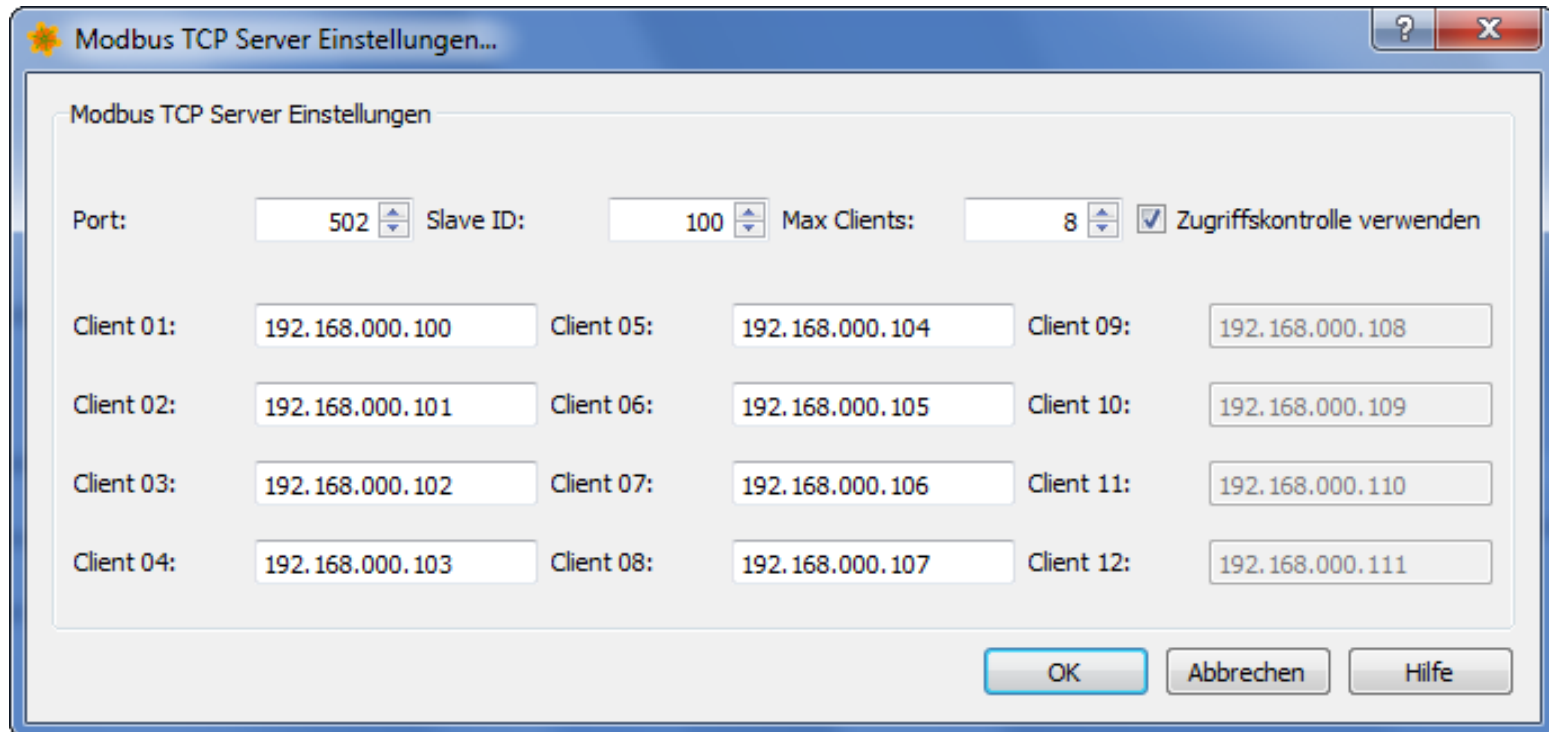 Modbus TCP Server Einstellungen...
Modbus TCP Server Einstellungen
Port: 502 Slave ID: 100 Max Clients: 8 Zugriffskontrolle verwenden
Client 01: 192.168.000.100 Client 05: 192.168.000.104 Client 09: 192.168.000.108
Client 02: 192.168.000.101 Client 06: 192.168.000.105 Client 10: 192.168.000.109
Client 03: 192.168.000.102 Client 07: 192.168.000.106 Client 11: 192.168.000.110
Client 04: 192.168.000.103 Client 08: 192.168.000.107 Client 12: 192.168.000.111
OK Abbrechen Hilfe